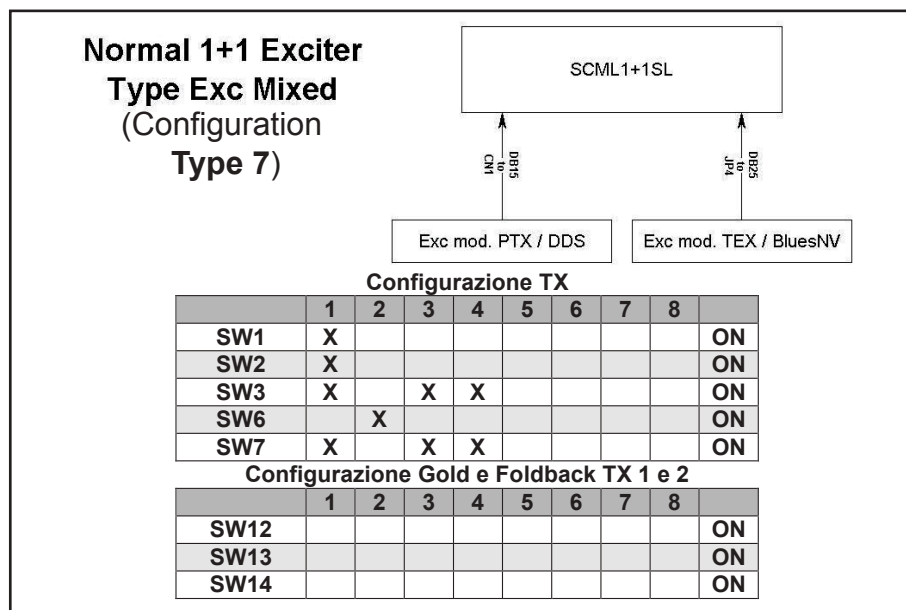 Normal 1+1 Exciter
Type Exc Mixed
(Configuration
Type 7)
SCML1+1SL
DB15
to
CN1
DB25
to
JP4
Exc mod. PTX / DDS
Exc mod. TEX / BluesNV
Configurazione TX
1 2 3 4 5 6 7 8
SW1 X ON
SW2 X ON
SW3 X X X ON
SW6 X ON
SW7 X X X ON
Configurazione Gold e Foldback TX 1 e 2
1 2 3 4 5 6 7 8
SW12 ON
SW13 ON
SW14 ON